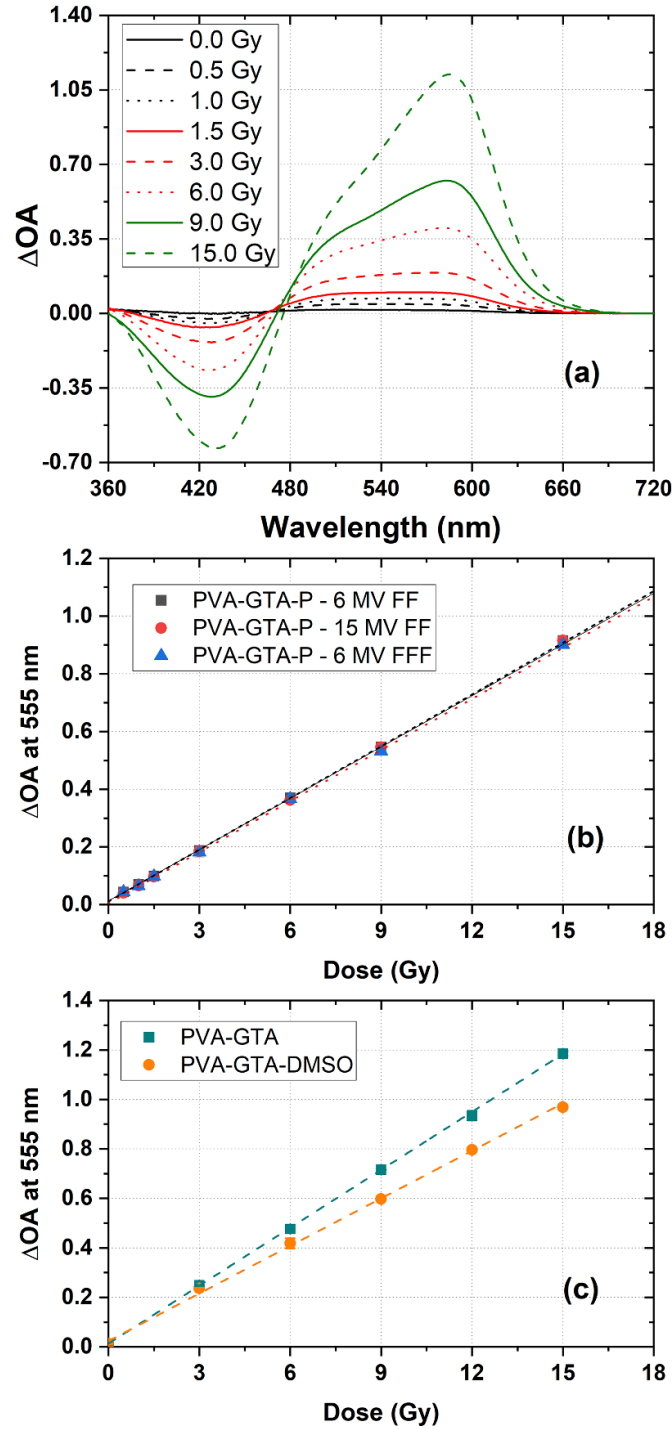 1.40
1.05
0.70
0.35
0.00
-0.35
-0.70
ΔOA
0.0 Gy
0.5 Gy
1.0 Gy
1.5 Gy
3.0 Gy
6.0 Gy
9.0 Gy
15.0 Gy
(a)
360 420 480 540 600 660 720
Wavelength (nm)
1.2
1.0
0.8
0.6
0.4
0.2
0.0
ΔOA at 555 nm
PVA-GTA-P - 6 MV FF
PVA-GTA-P - 15 MV FF
PVA-GTA-P - 6 MV FFF
(b)
0 3 6 9 12 15 18
Dose (Gy)
1.4
1.2
1.0
0.8
0.6
0.4
0.2
0.0
ΔOA at 555 nm
PVA-GTA
PVA-GTA-DMSO
(c)
0 3 6 9 12 15 18
Dose (Gy)